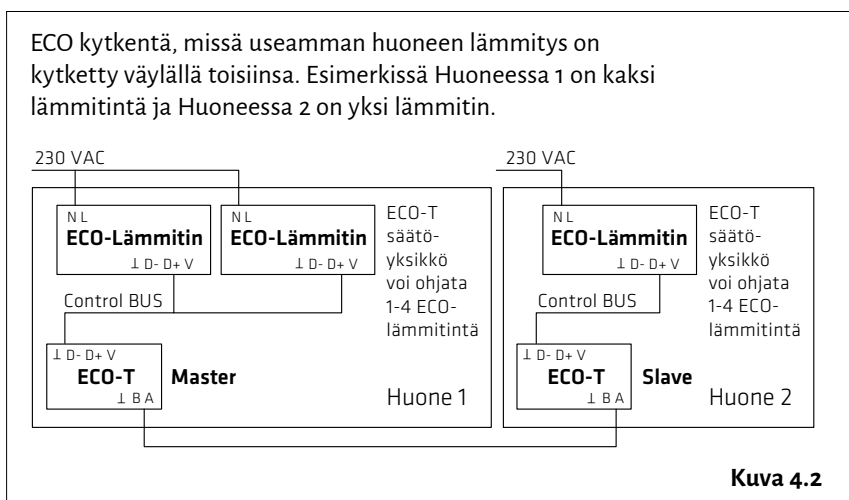 ECO kytkentä, missä useamman huoneen lämmitys on
kytketty väylällä toisiinsa. Esimerkissä Huoneessa 1 on kaksi
lämmitintä ja Huoneessa 2 on yksi lämmitin.
230 VAC
N L
ECO-Lämmitin
⊥ D- D+ V
N L
ECO-Lämmitin
⊥ D- D+ V
ECO-T
säätö-
yksikkö
voi ohjata
1-4 ECO-
lämmitintä
Control BUS
⊥ D- D+ V
ECO-T
⊥ B A
Master
Huone 1
230 VAC
N L
ECO-Lämmitin
⊥ D- D+ V
ECO-T
säätö-
yksikkö
voi ohjata
1-4 ECO-
lämmitintä
Control BUS
⊥ D- D+ V
ECO-T
⊥ B A
Slave
Huone 2
Kuva 4.2